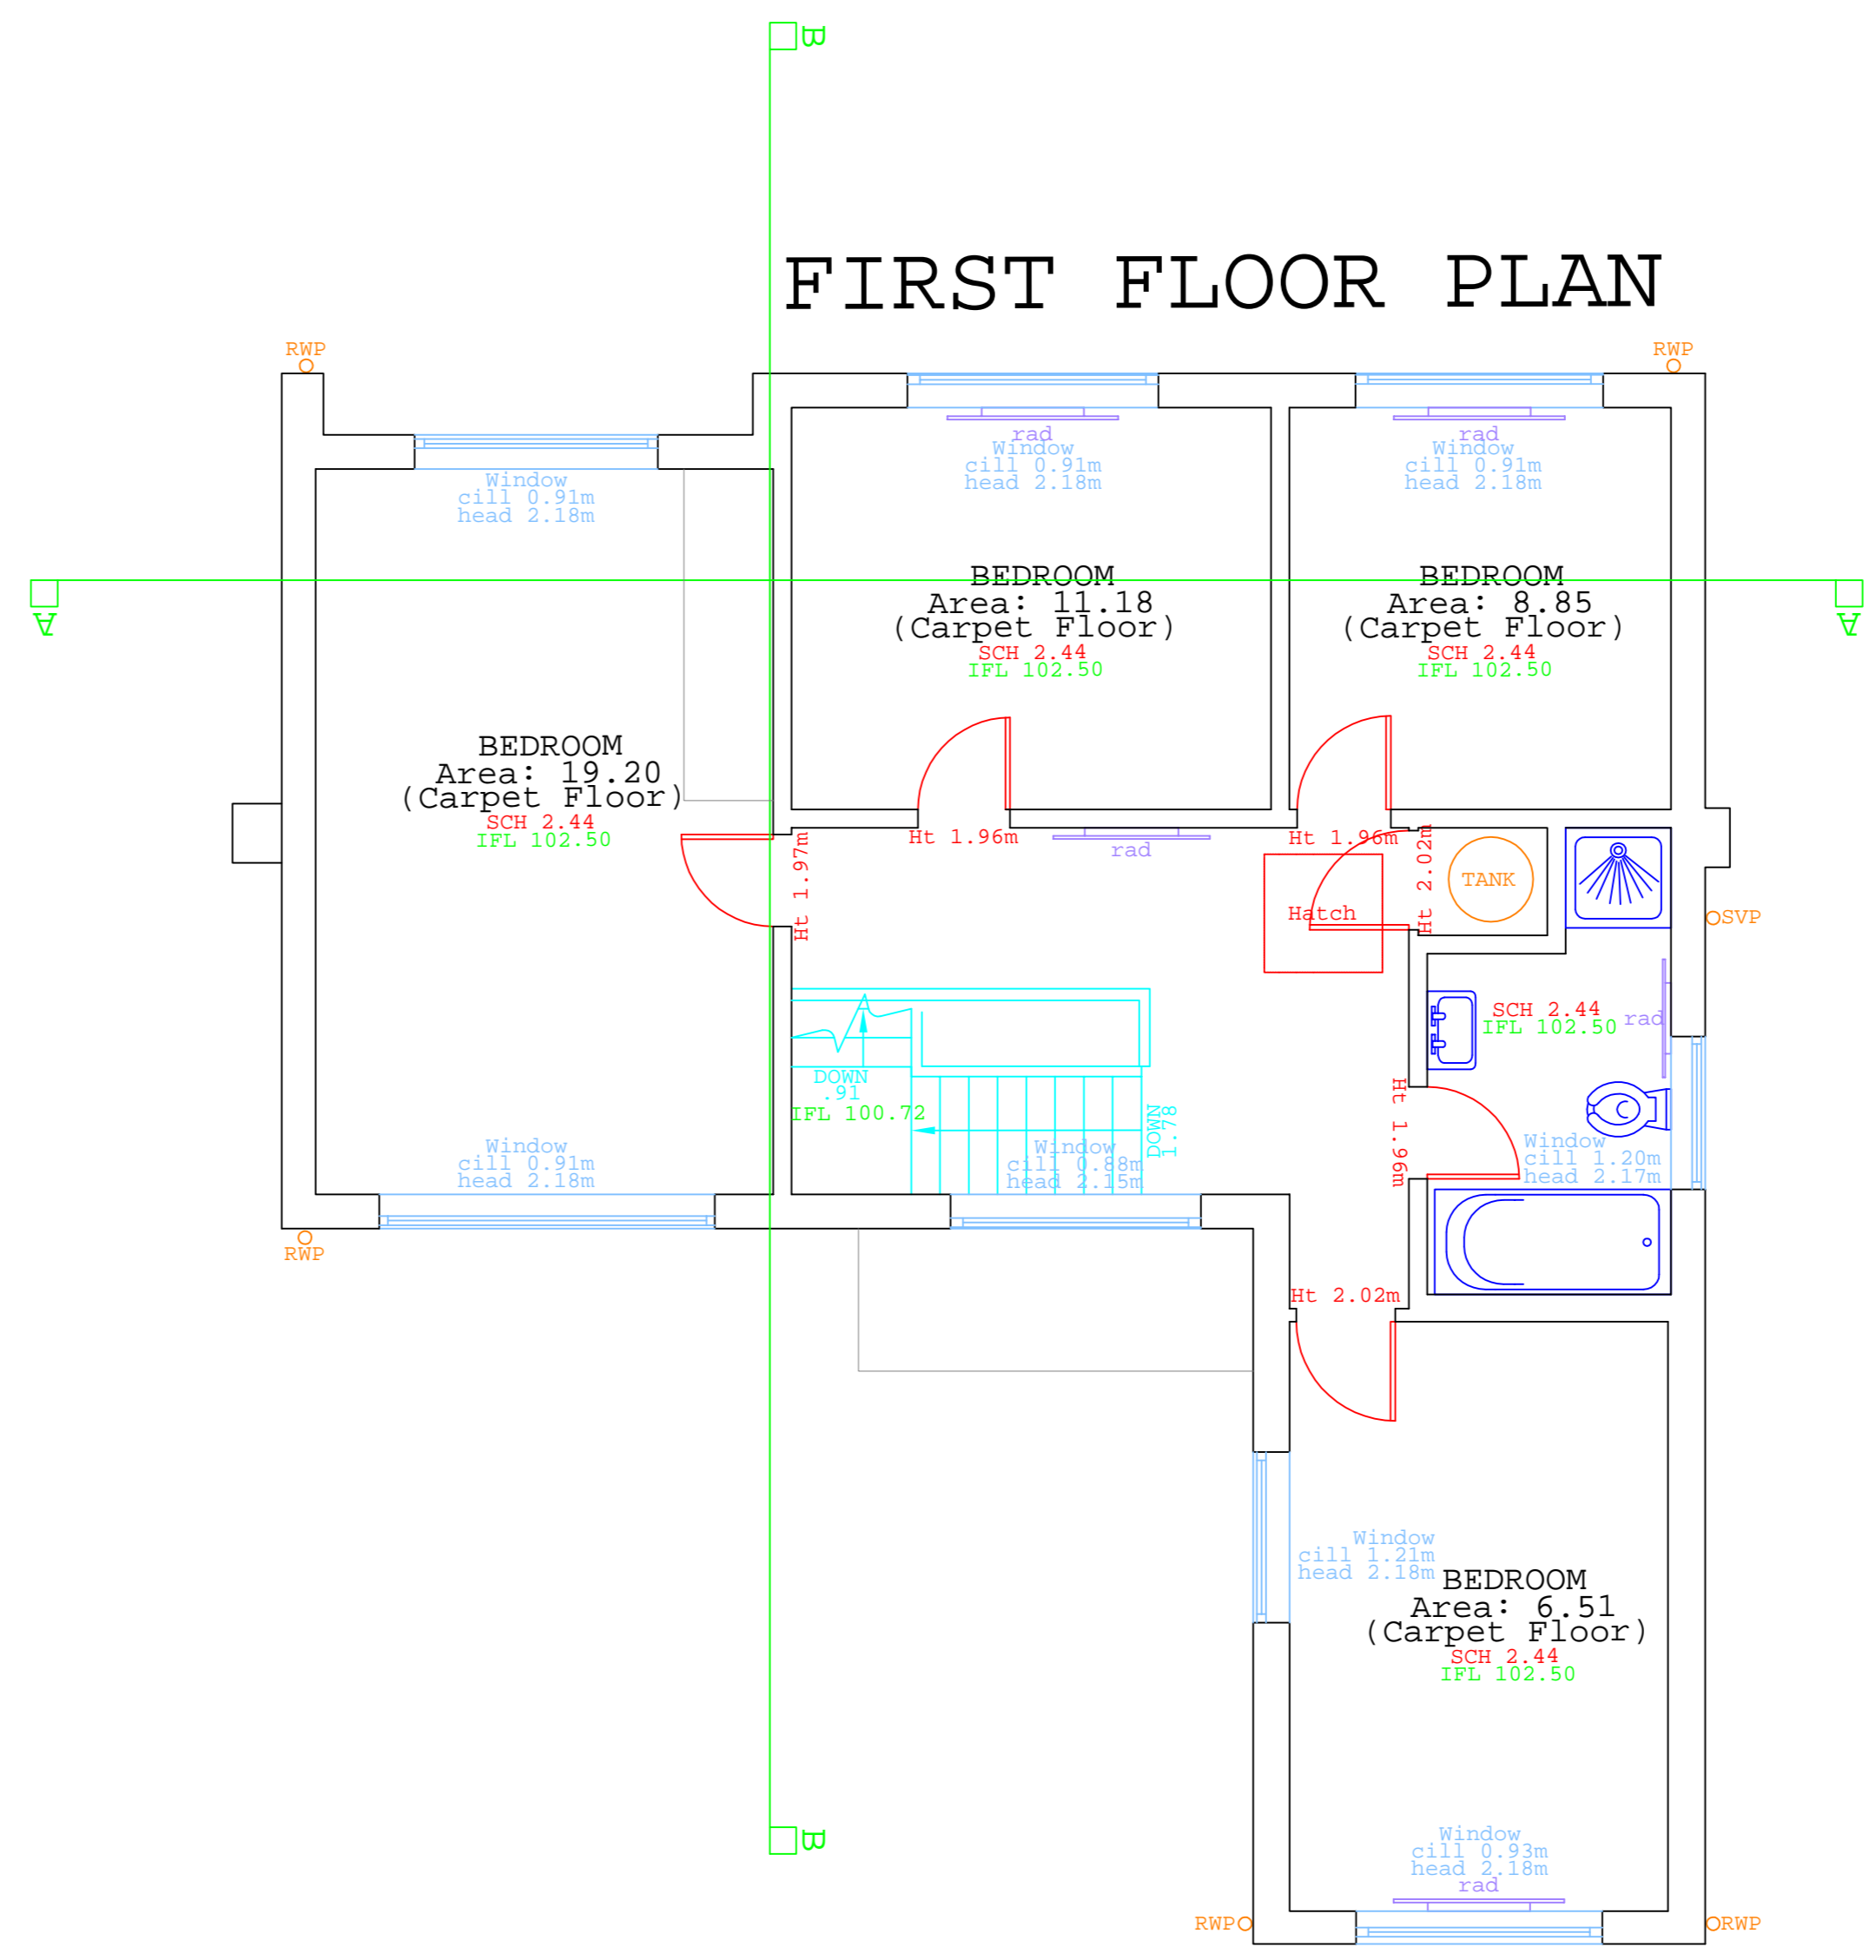 B
FIRST FLOOR PLAN
RWP
RWP
rad
Window
cill 0.91m
head 2.18m
rad
Window
cill 0.91m
head 2.18m
Window
cill 0.91m
head 2.18m
A
A
BEDROOM
Area: 11.18
(Carpet Floor)
SCH 2.44
IFL 102.50
BEDROOM
Area: 8.85
(Carpet Floor)
SCH 2.44
IFL 102.50
BEDROOM
Area: 19.20
(Carpet Floor)
SCH 2.44
IFL 102.50
Ht 1.97m
Ht 1.96m
rad
Ht 1.96m
Ht 2.02m
TANK
Hatch
SVP
SCH 2.44
IFL 102.50
rad
DOWN
.91
IFL 100.72
DOWN
1.78
Ht 1.96m
Window
cill 0.91m
head 2.18m
Window
cill 0.88m
head 2.15m
Window
cill 1.20m
head 2.17m
RWP
Ht 2.02m
Window
cill 1.21m
head 2.18m
BEDROOM
Area: 6.51
(Carpet Floor)
SCH 2.44
IFL 102.50
B
Window
cill 0.93m
head 2.18m
rad
RWP
RWP